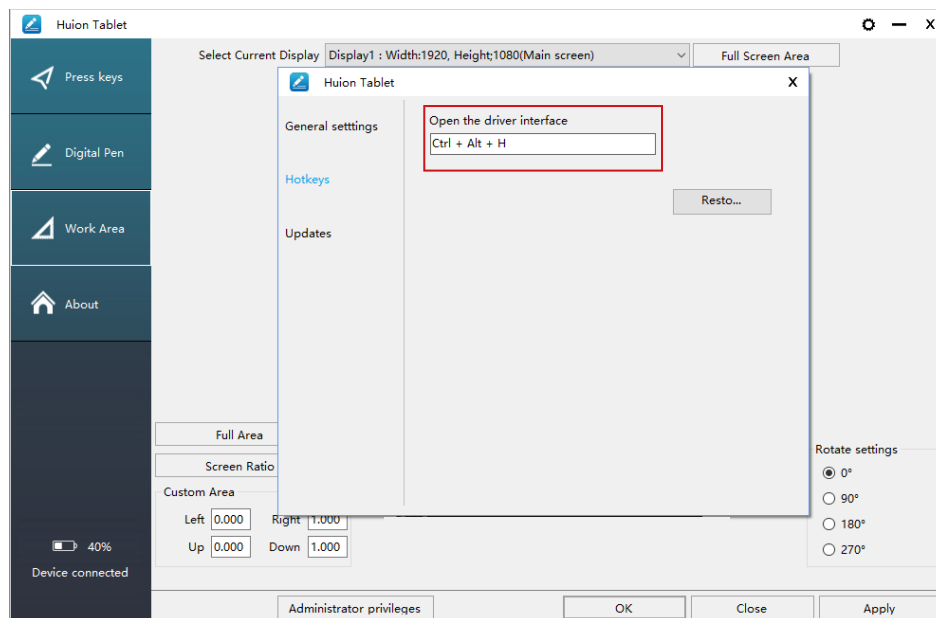 Huion Tablet
X
Select Current Display Display1 : Width:1920, Height;1080(Main screen) Full Screen Area
Press keys
Digital Pen
Work Area
About
Huion Tablet
X
General setttings
Open the driver interface
Ctrl + Alt + H
Hotkeys
Resto...
Updates
Full Area
Screen Ratio
Custom Area
Left 0.000 Right 1.000
Up 0.000 Down 1.000
Rotate settings
0°
90°
180°
270°
40%
Device connected
Administrator privileges OK Close Apply